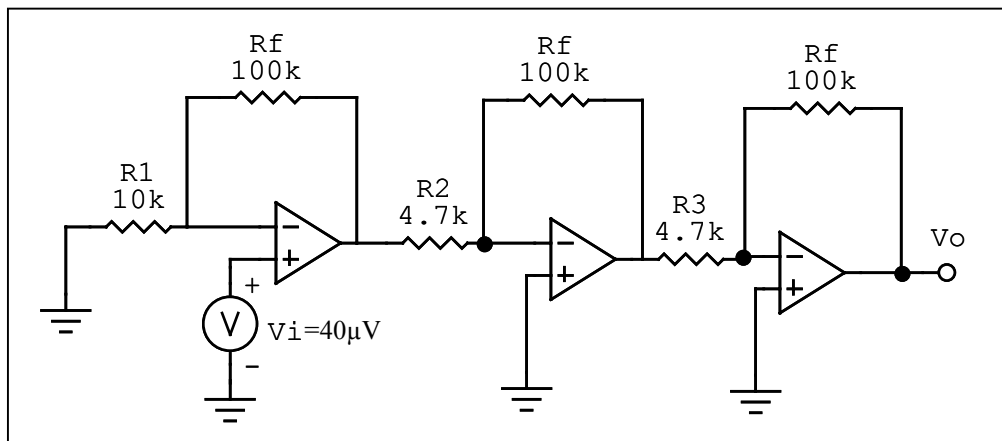 Rf
100k
Rf
100k
Rf
100k
R1
10k
R2
4.7k
R3
4.7k
Vo
−
+
−
+
−
+
+
V
Vi=40μV
−